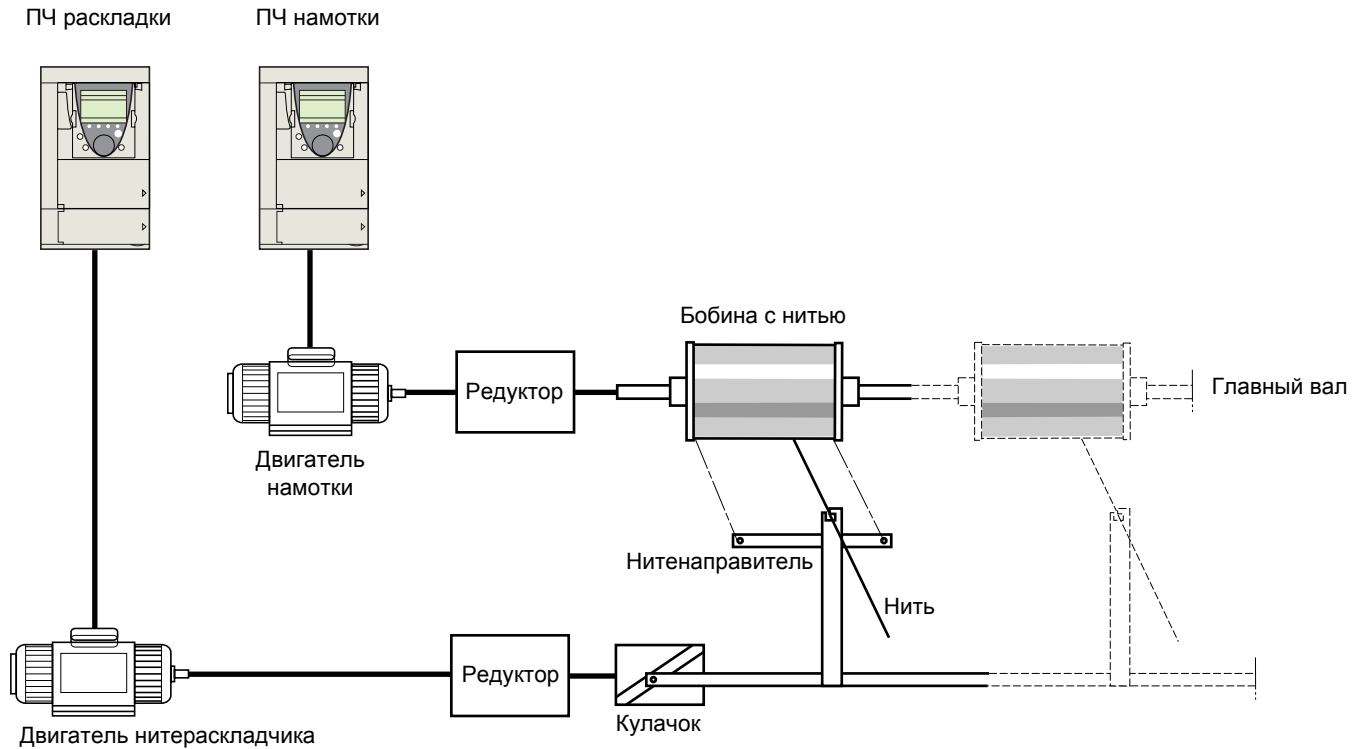 ПЧ раскладки
ПЧ намотки
Бобина с нитью
Редуктор
Главный вал
Двигатель
намотки
Нитенаправитель
Нить
Редуктор
Кулачок
Двигатель нитераскладчика